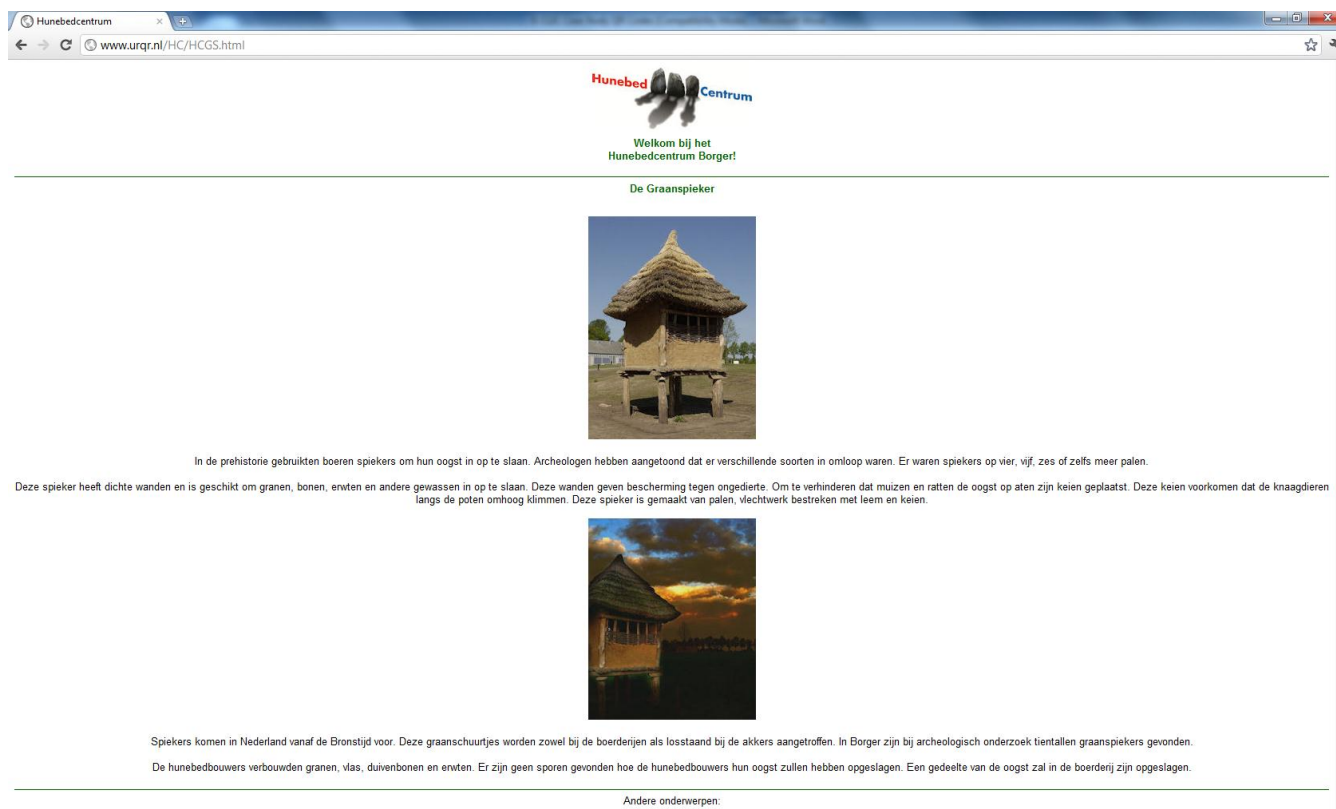 Hunebedcentrum
www.urqr.nl/HC/HCGS.html
Hunebed Centrum
Welkom bij het
Hunebedcentrum Borger!
De Graanspieker
In de prehistorie gebruikten boeren spiekers om hun oogst in op te slaan. Archeologen hebben aangetoond dat er verschillende soorten in omloop waren. Er waren spiekers op vier, vijf, zes of zelfs meer palen.
Deze spieker heeft dichte wanden en is geschikt om granen, bonen, erwten en andere gewassen in op te slaan. Deze wanden geven bescherming tegen ongedierte. Om te verhinderen dat muizen en ratten de oogst op aten zijn keien geplaatst. Deze keien voorkomen dat de knaagdieren
langs de poten omhoog klimmen. Deze spieker is gemaakt van palen, vlechtwerk bestreken met leem en keien.
Spiekers komen in Nederland vanaf de Bronstijd voor. Deze graanschuurtjes worden zowel bij de boerderijen als losstaand bij de akkers aangetroffen. In Borger zijn bij archeologisch onderzoek tientallen graanspiekers gevonden.
De hunebedbouwers verbouwden granen, vlas, duivenbonen en erwten. Er zijn geen sporen gevonden hoe de hunebedbouwers hun oogst zullen hebben opgeslagen. Een gedeelte van de oogst zal in de boerderij zijn opgeslagen.
Andere onderwerpen: